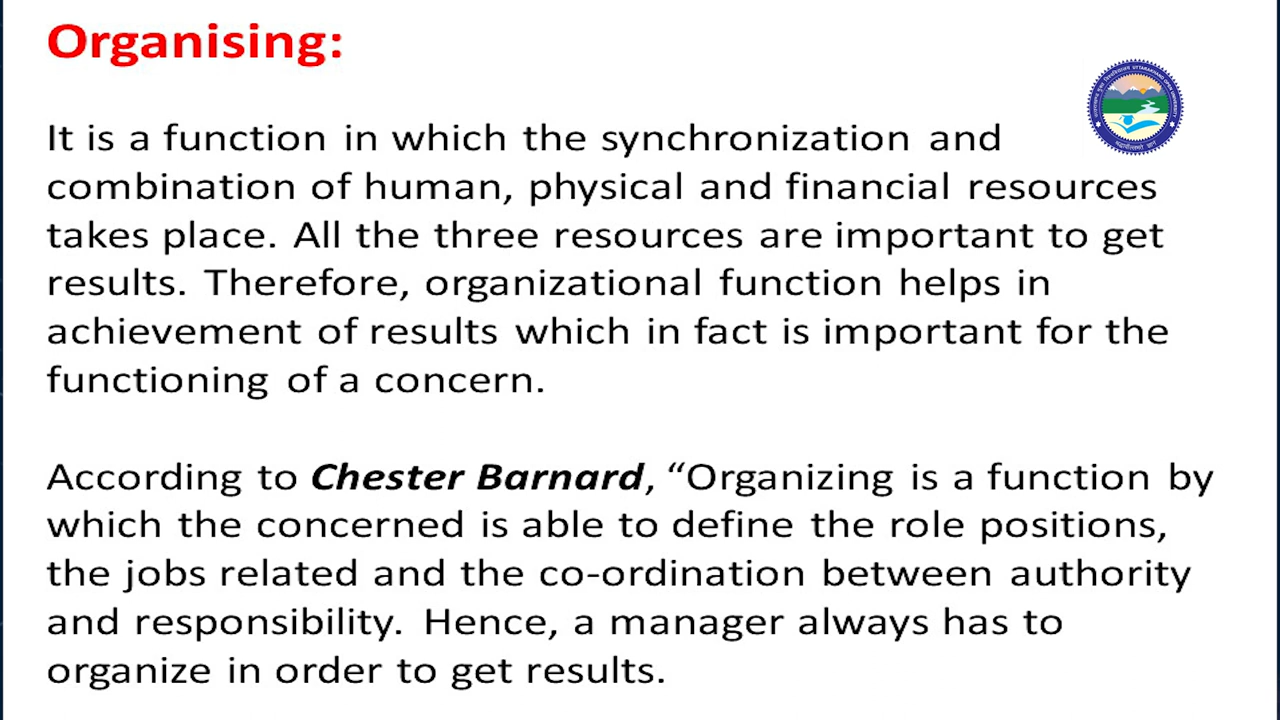 Organising:
It is a function in which the synchronization and
combination of human, physical and financial resources
takes place. All the three resources are important to get
results. Therefore, organizational function helps in
achievement of results which in fact is important for the
functioning of a concern.
According to Chester Barnard, “Organizing is a function by
which the concerned is able to define the role positions,
the jobs related and the co-ordination between authority
and responsibility. Hence, a manager always has to
organize in order to get results.